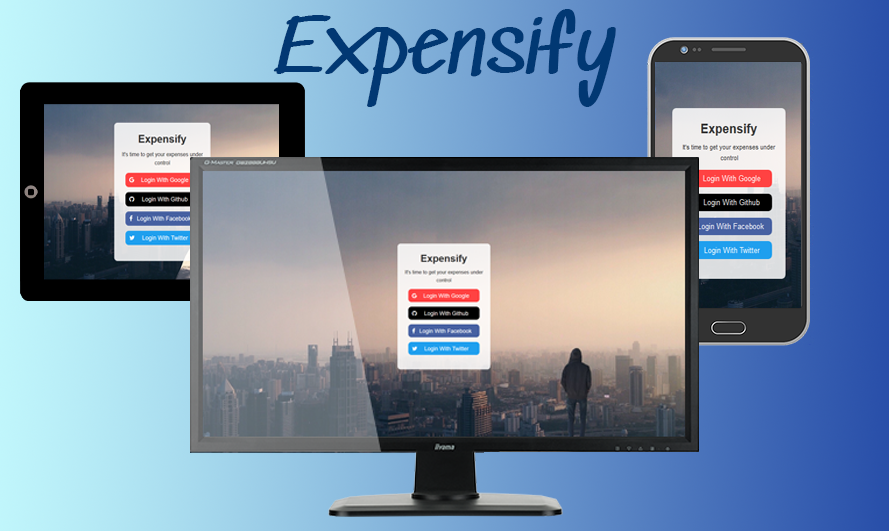 Expensify
Expensify
It's time to get your expenses under
control
Login With Google
Login With Github
Login With Facebook
Login With Twitter
Expensify
It's time to get your expenses under
control
Login With Google
Login With Github
Login With Facebook
Login With Twitter
iiyama
Expensify
It's time to get your expenses under
control
Login With Google
Login With Github
Login With Facebook
Login With Twitter